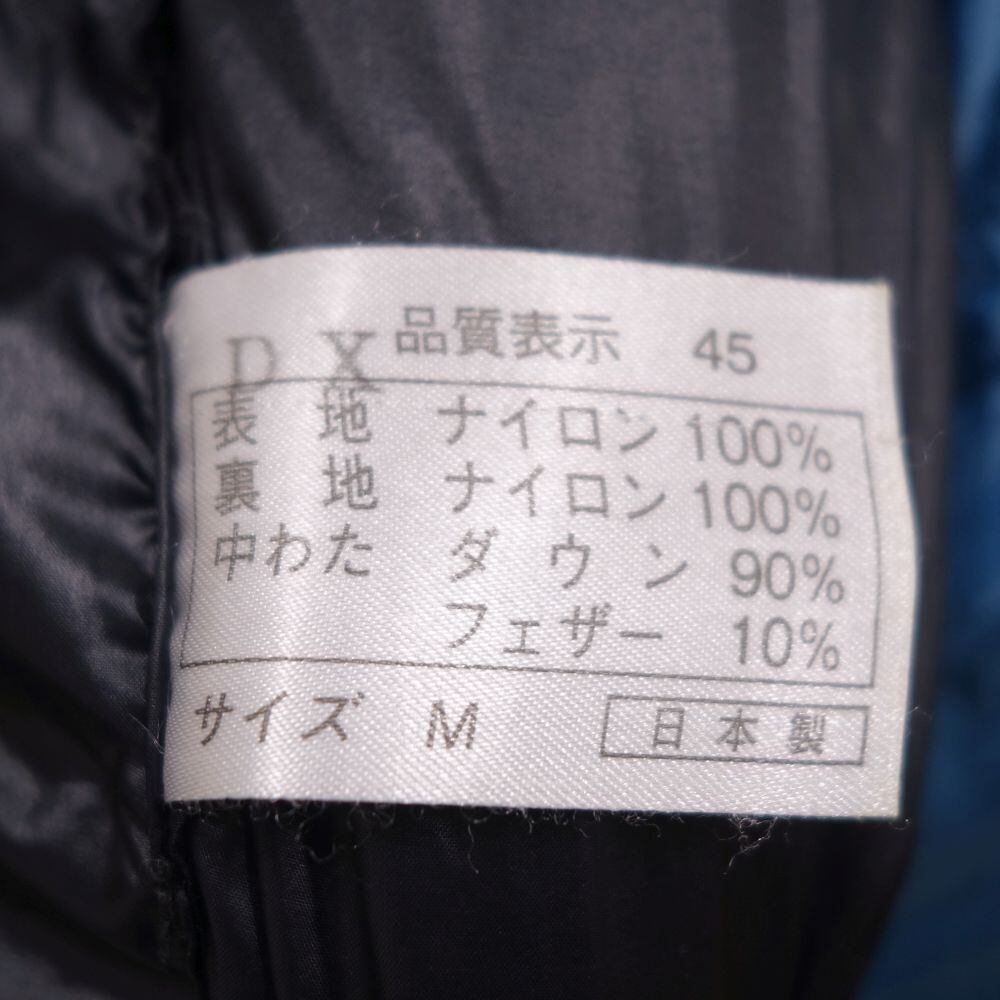 品質表示 45
D X
表 地 ナイロン 100%
裏 地 ナイロン 100%
中わた ダウン 90%
フェザー 10%
サイズ M 日本製